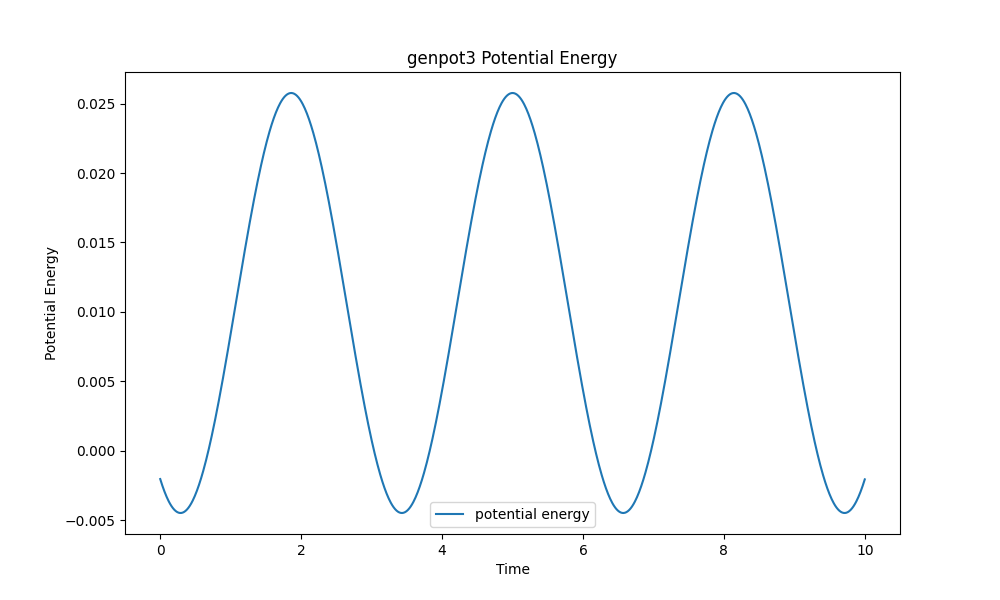 genpot3 Potential Energy
Potential Energy
0.025
0.020
0.015
0.010
0.005
0.000
−0.005
potential energy
0 2 4 6 8 10
Time